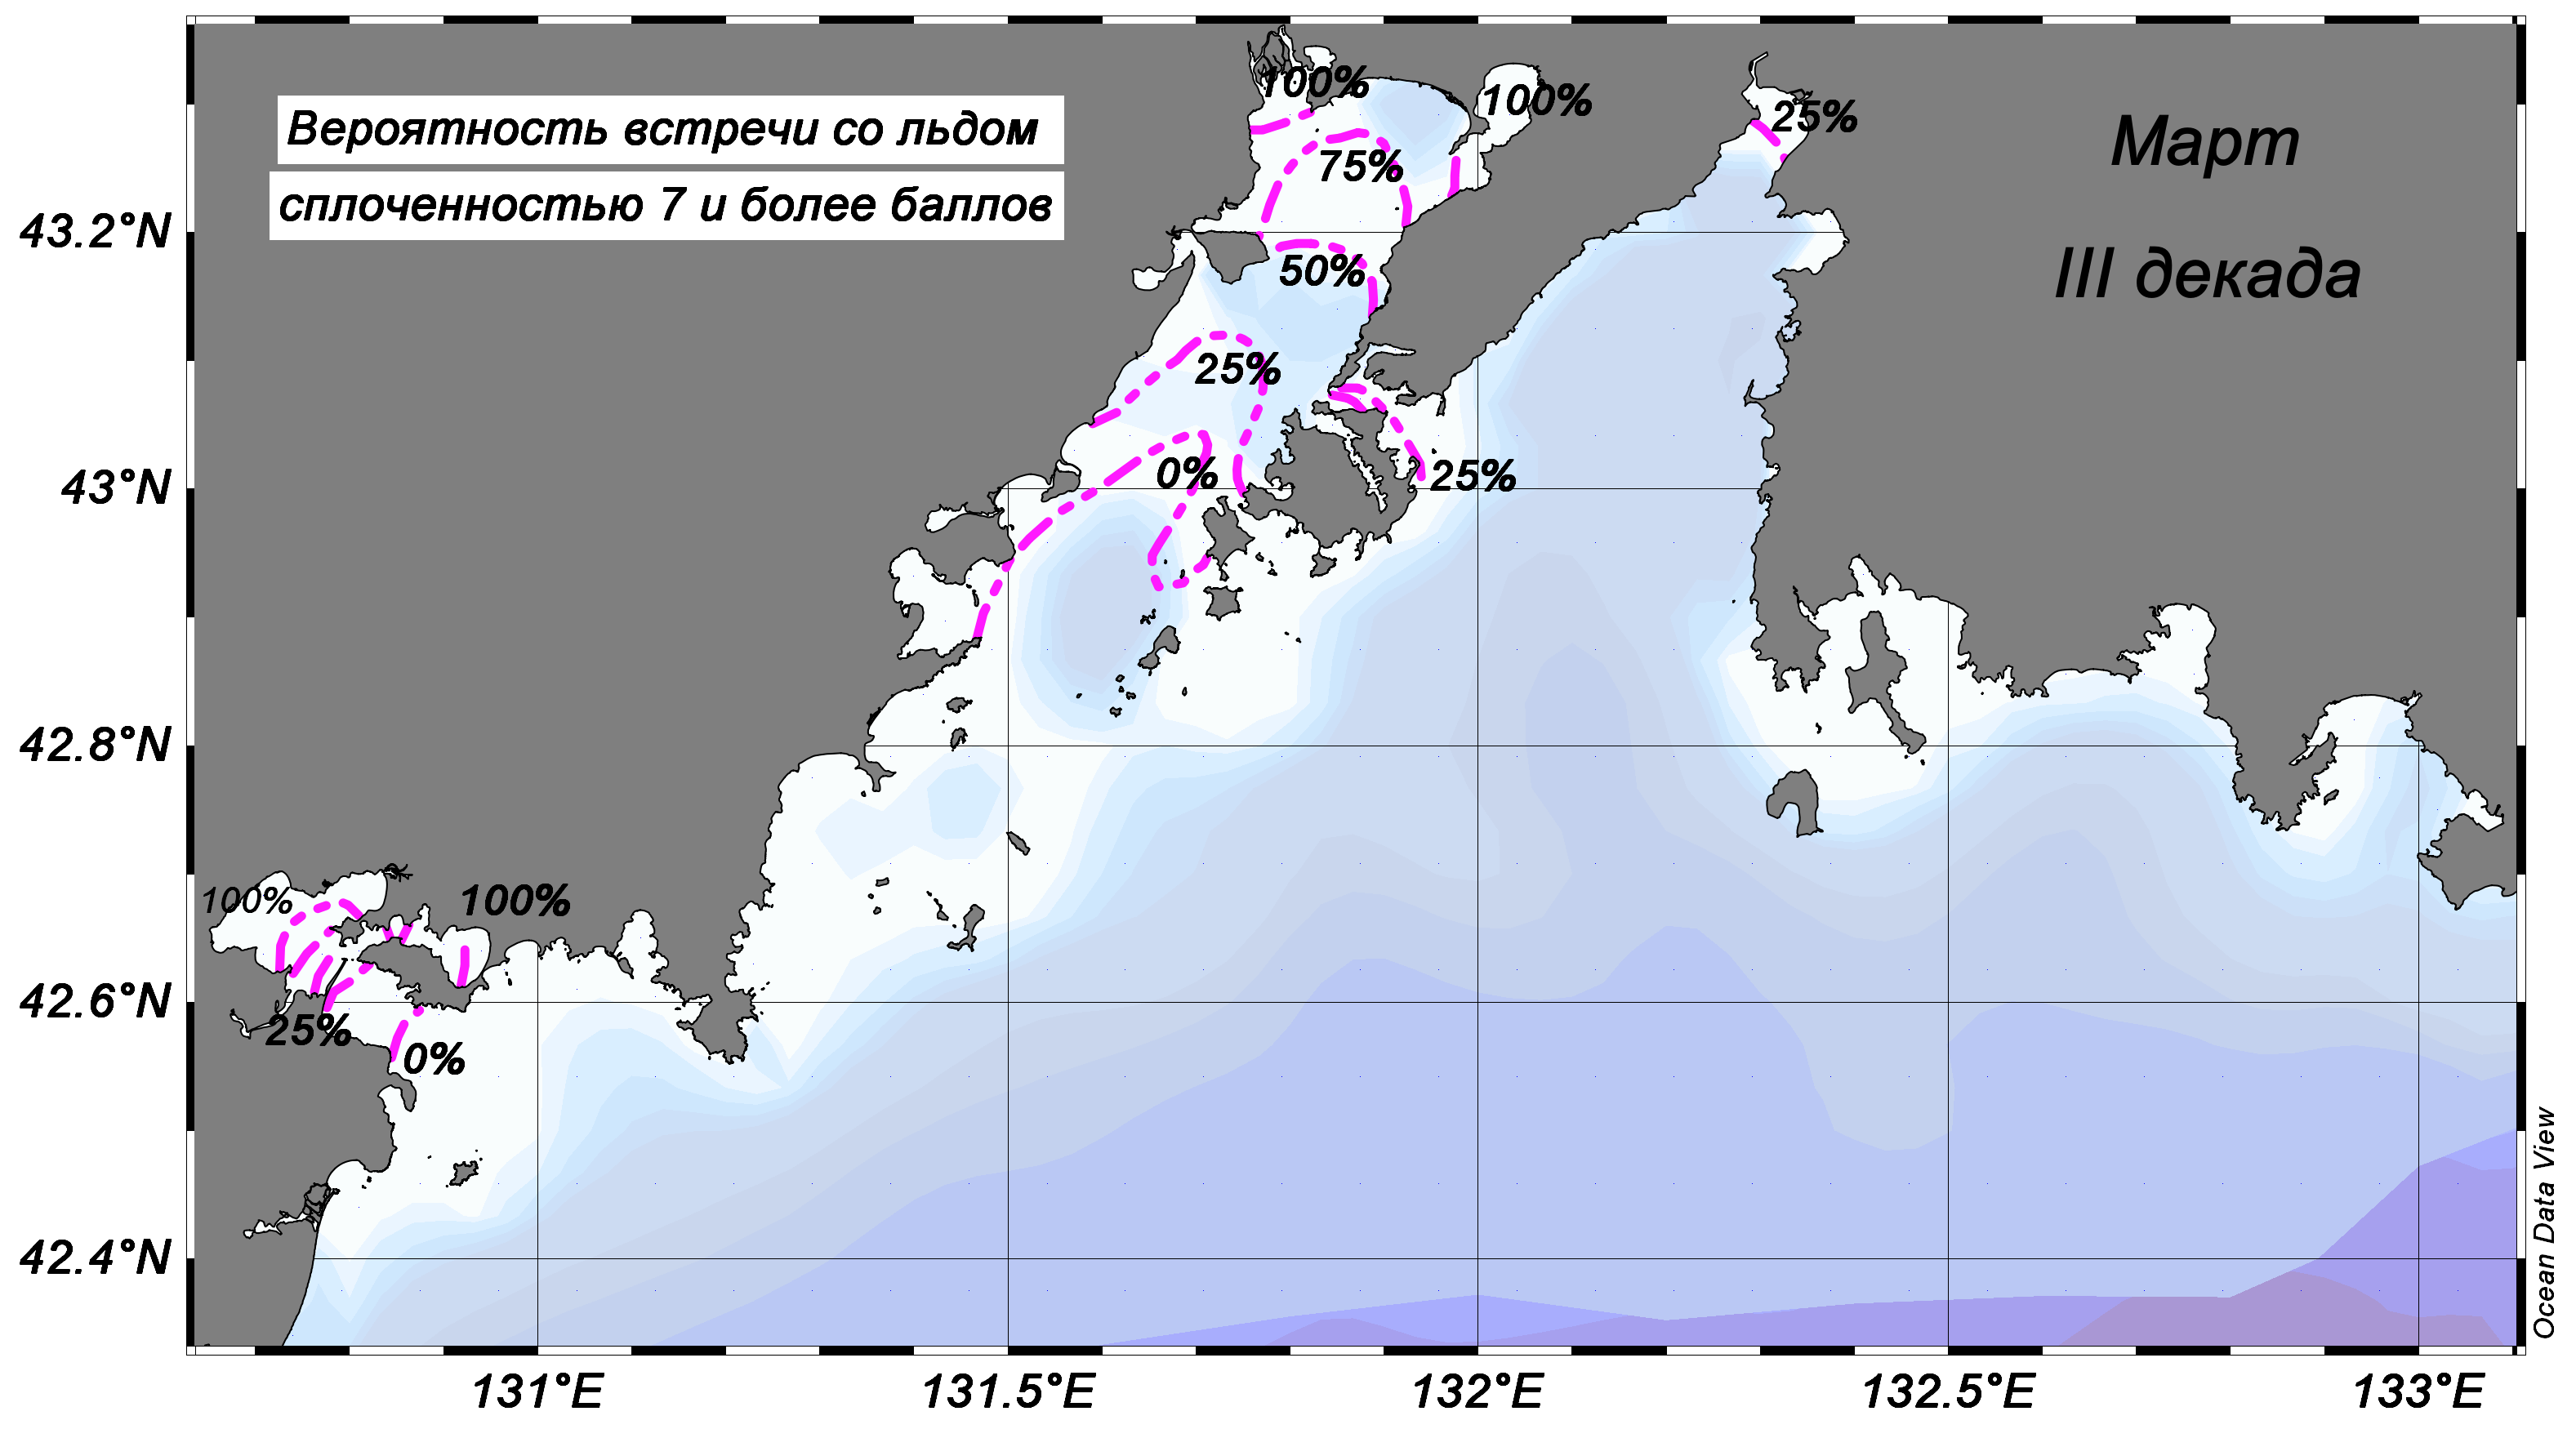 Вероятность встречи со льдом
сплоченностью 7 и более баллов
Март
III декада
100%
100%
25%
75%
50%
25%
0%
25%
100%
100%
25%
0%
43.2°N
43°N
42.8°N
42.6°N
42.4°N
131°E
131.5°E
132°E
132.5°E
133°E
Ocean Data View